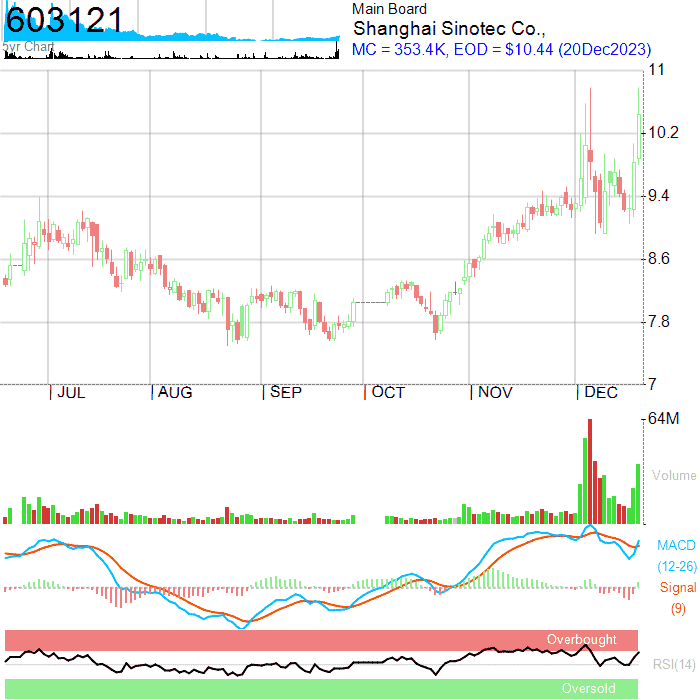 603121
5yr Chart
Main Board
Shanghai Sinotec Co.,
MC = 353.4K, EOD = $10.44 (20Dec2023)
11
10.2
9.4
8.6
7.8
7
JUL
AUG
SEP
OCT
NOV
DEC
64M
Volume
MACD
(12-26)
Signal
(9)
Overbought
RSI(14)
Oversold